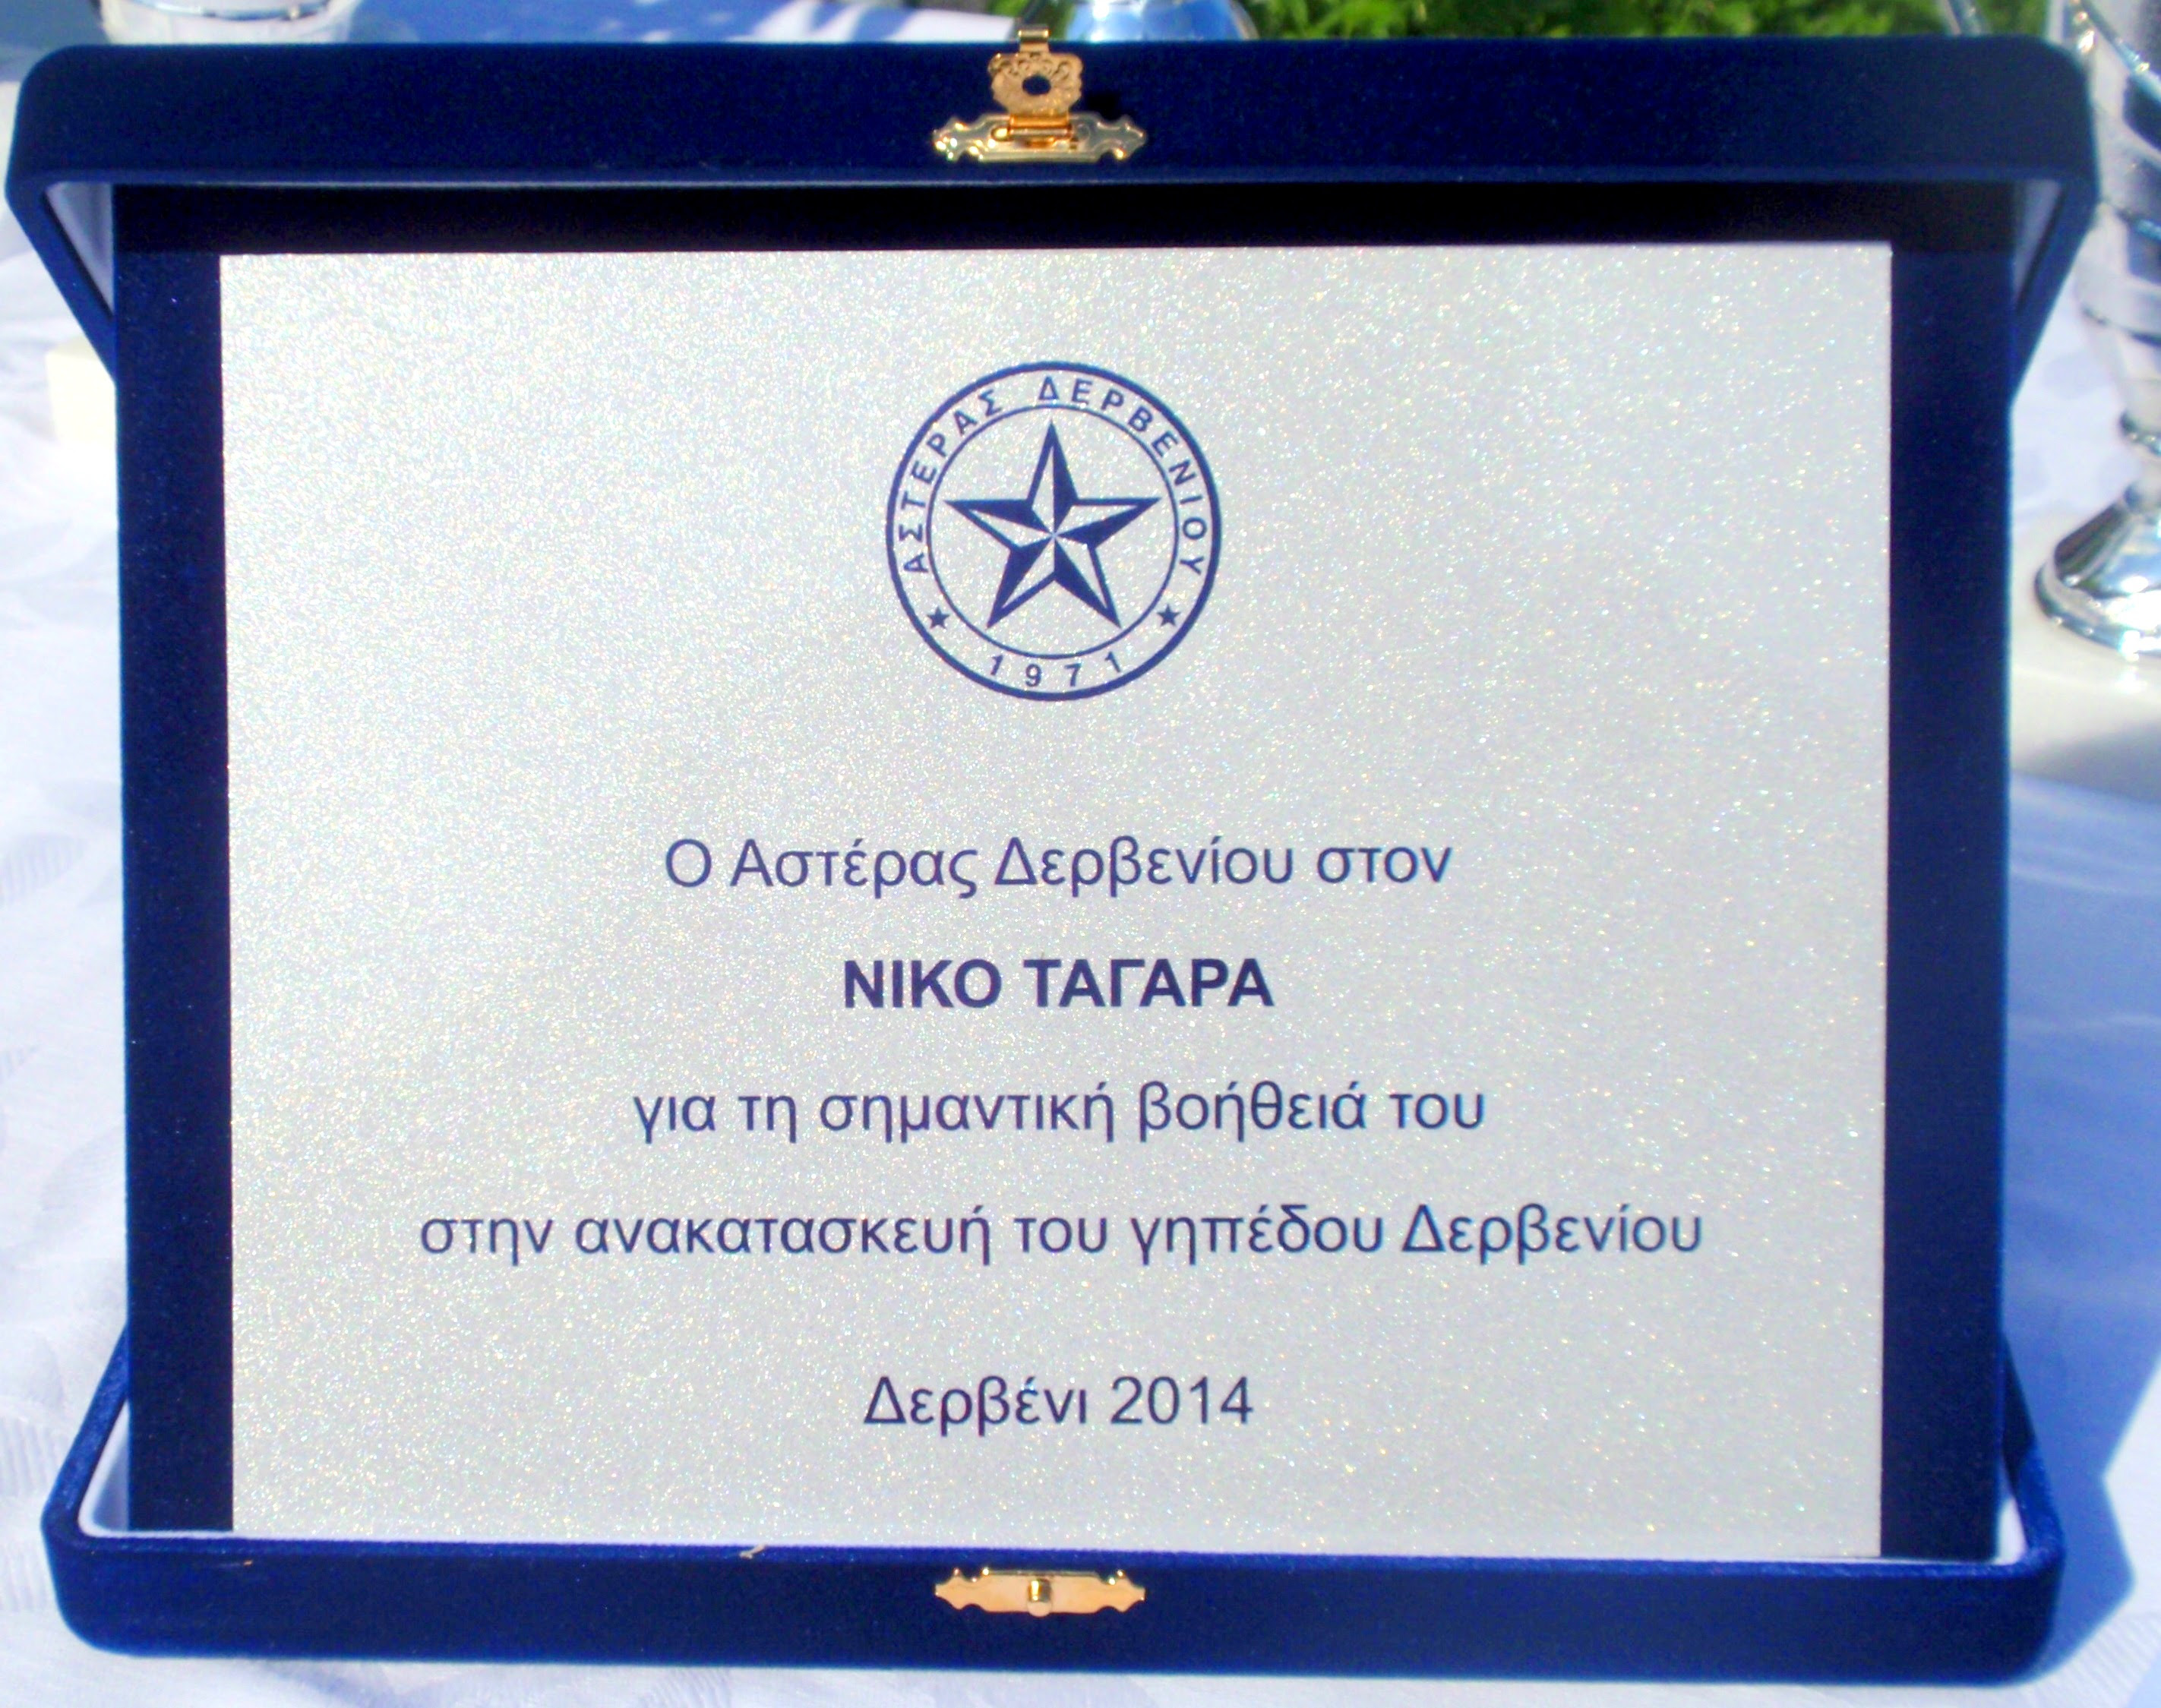 ΑΣΤΕΡΑΣ ΔΕΡΒΕΝΙΟΥ
1971
Ο Αστέρας Δερβενίου στον
ΝΙΚΟ ΤΑΓΑΡΑ
για τη σημαντική βοήθειά του
στην ανακατασκευή του γηπέδου Δερβενίου
Δερβένι 2014